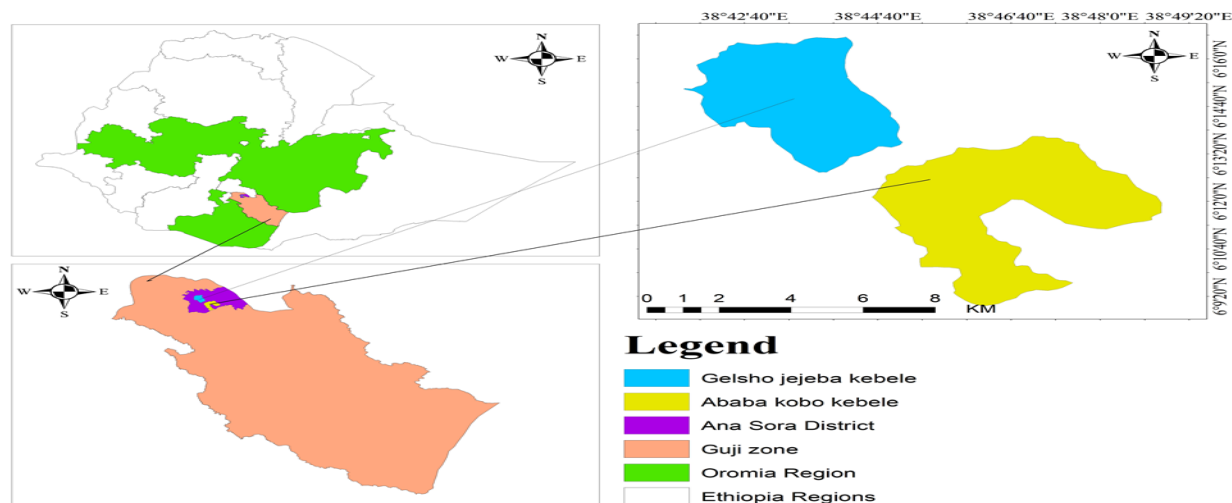 38°42'40"E 38°44'40"E 38°46'40"E 38°48'0"E 38°49'20"E
N
W E
S
N
W E
S
6°16'0"N
6°14'40"N
6°13'20"N
6°12'0"N
6°10'40"N
6°9'20"N
N
W E
S
0 1 2 4 6 8
KM
Legend
Gelsho jejeba kebele
Ababa kobo kebele
Ana Sora District
Guji zone
Oromia Region
Ethiopia Regions